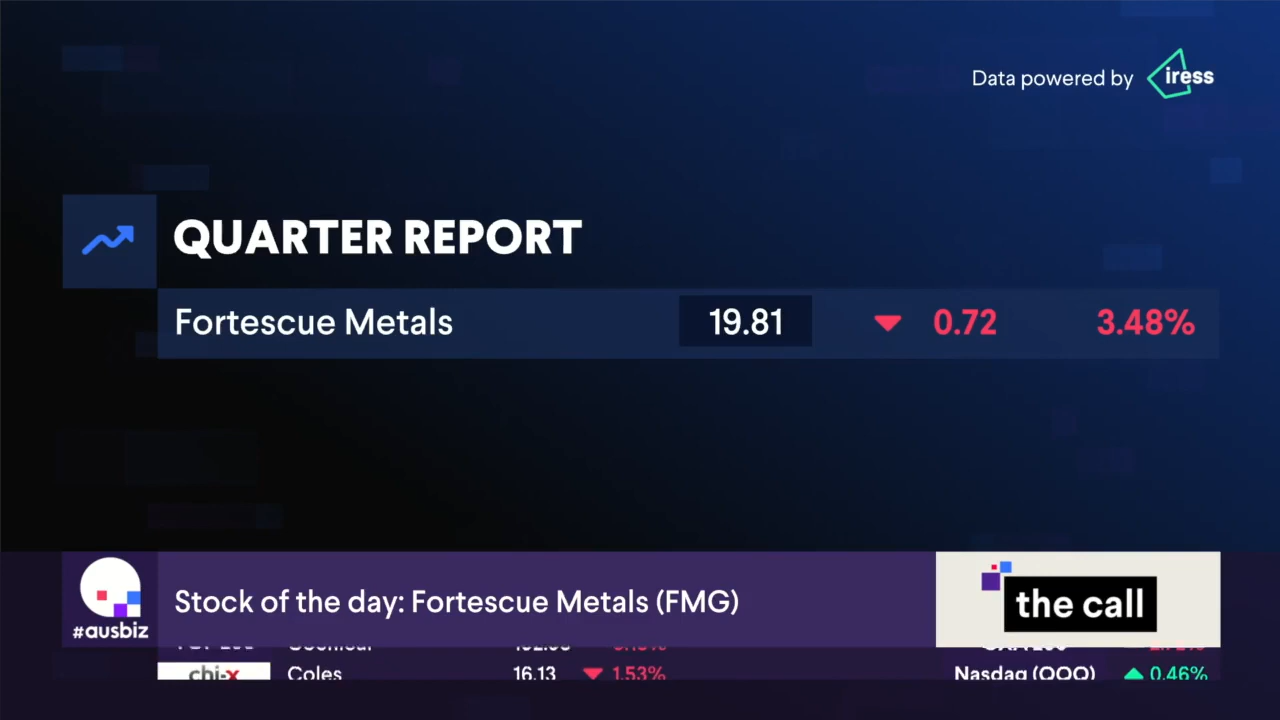 Data powered by iress
QUARTER REPORT
Fortescue Metals 19.81 0.72 3.48%
Stock of the day: Fortescue Metals (FMG)
#ausbiz
the call
chi-x Coles 16.13 1.53% Nasdaq (QQQ) 0.46%